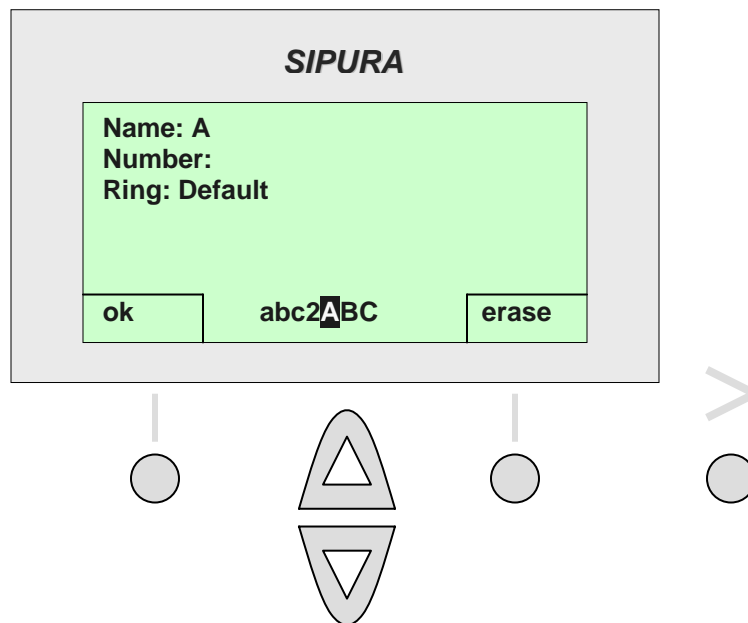 SIPURA
Name: A
Number:
Ring: Default
ok abc2ABC erase